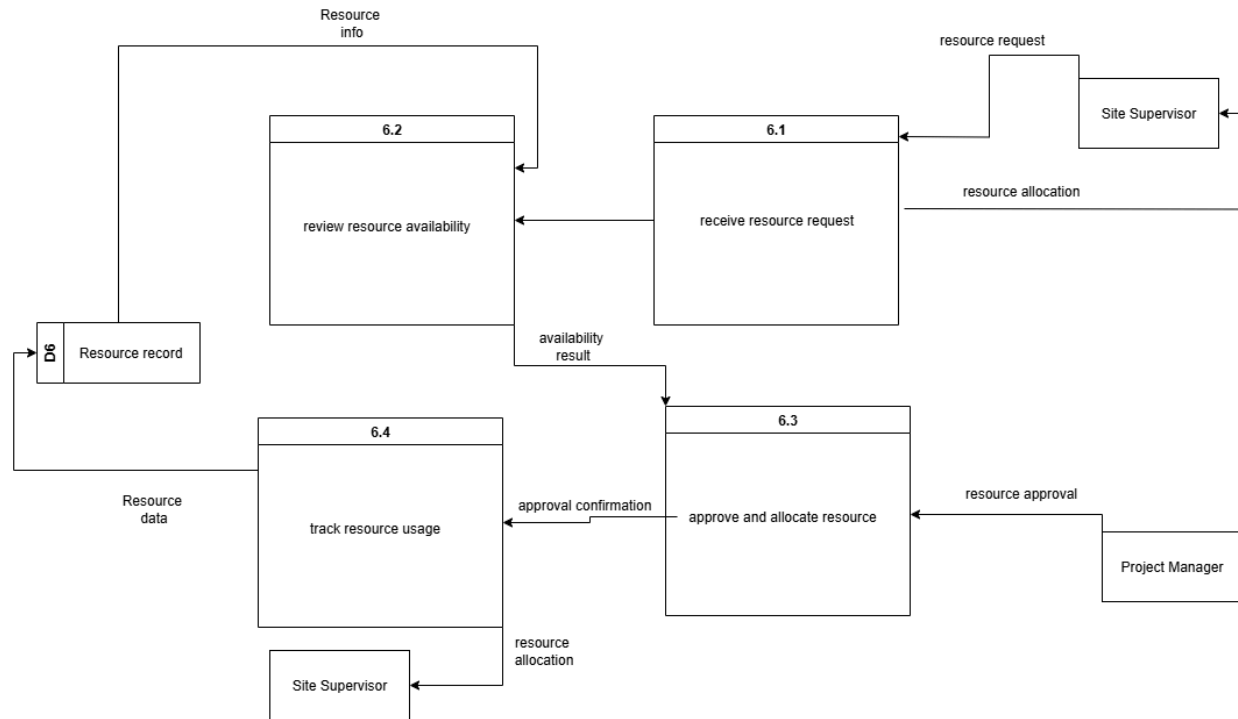 Resource
info
resource request
Site Supervisor
6.2
6.1
review resource availability
receive resource request
resource allocation
D6
Resource record
availability
result
6.4
6.3
Resource
data
track resource usage
approval confirmation
approve and allocate resource
resource approval
Project Manager
resource
allocation
Site Supervisor